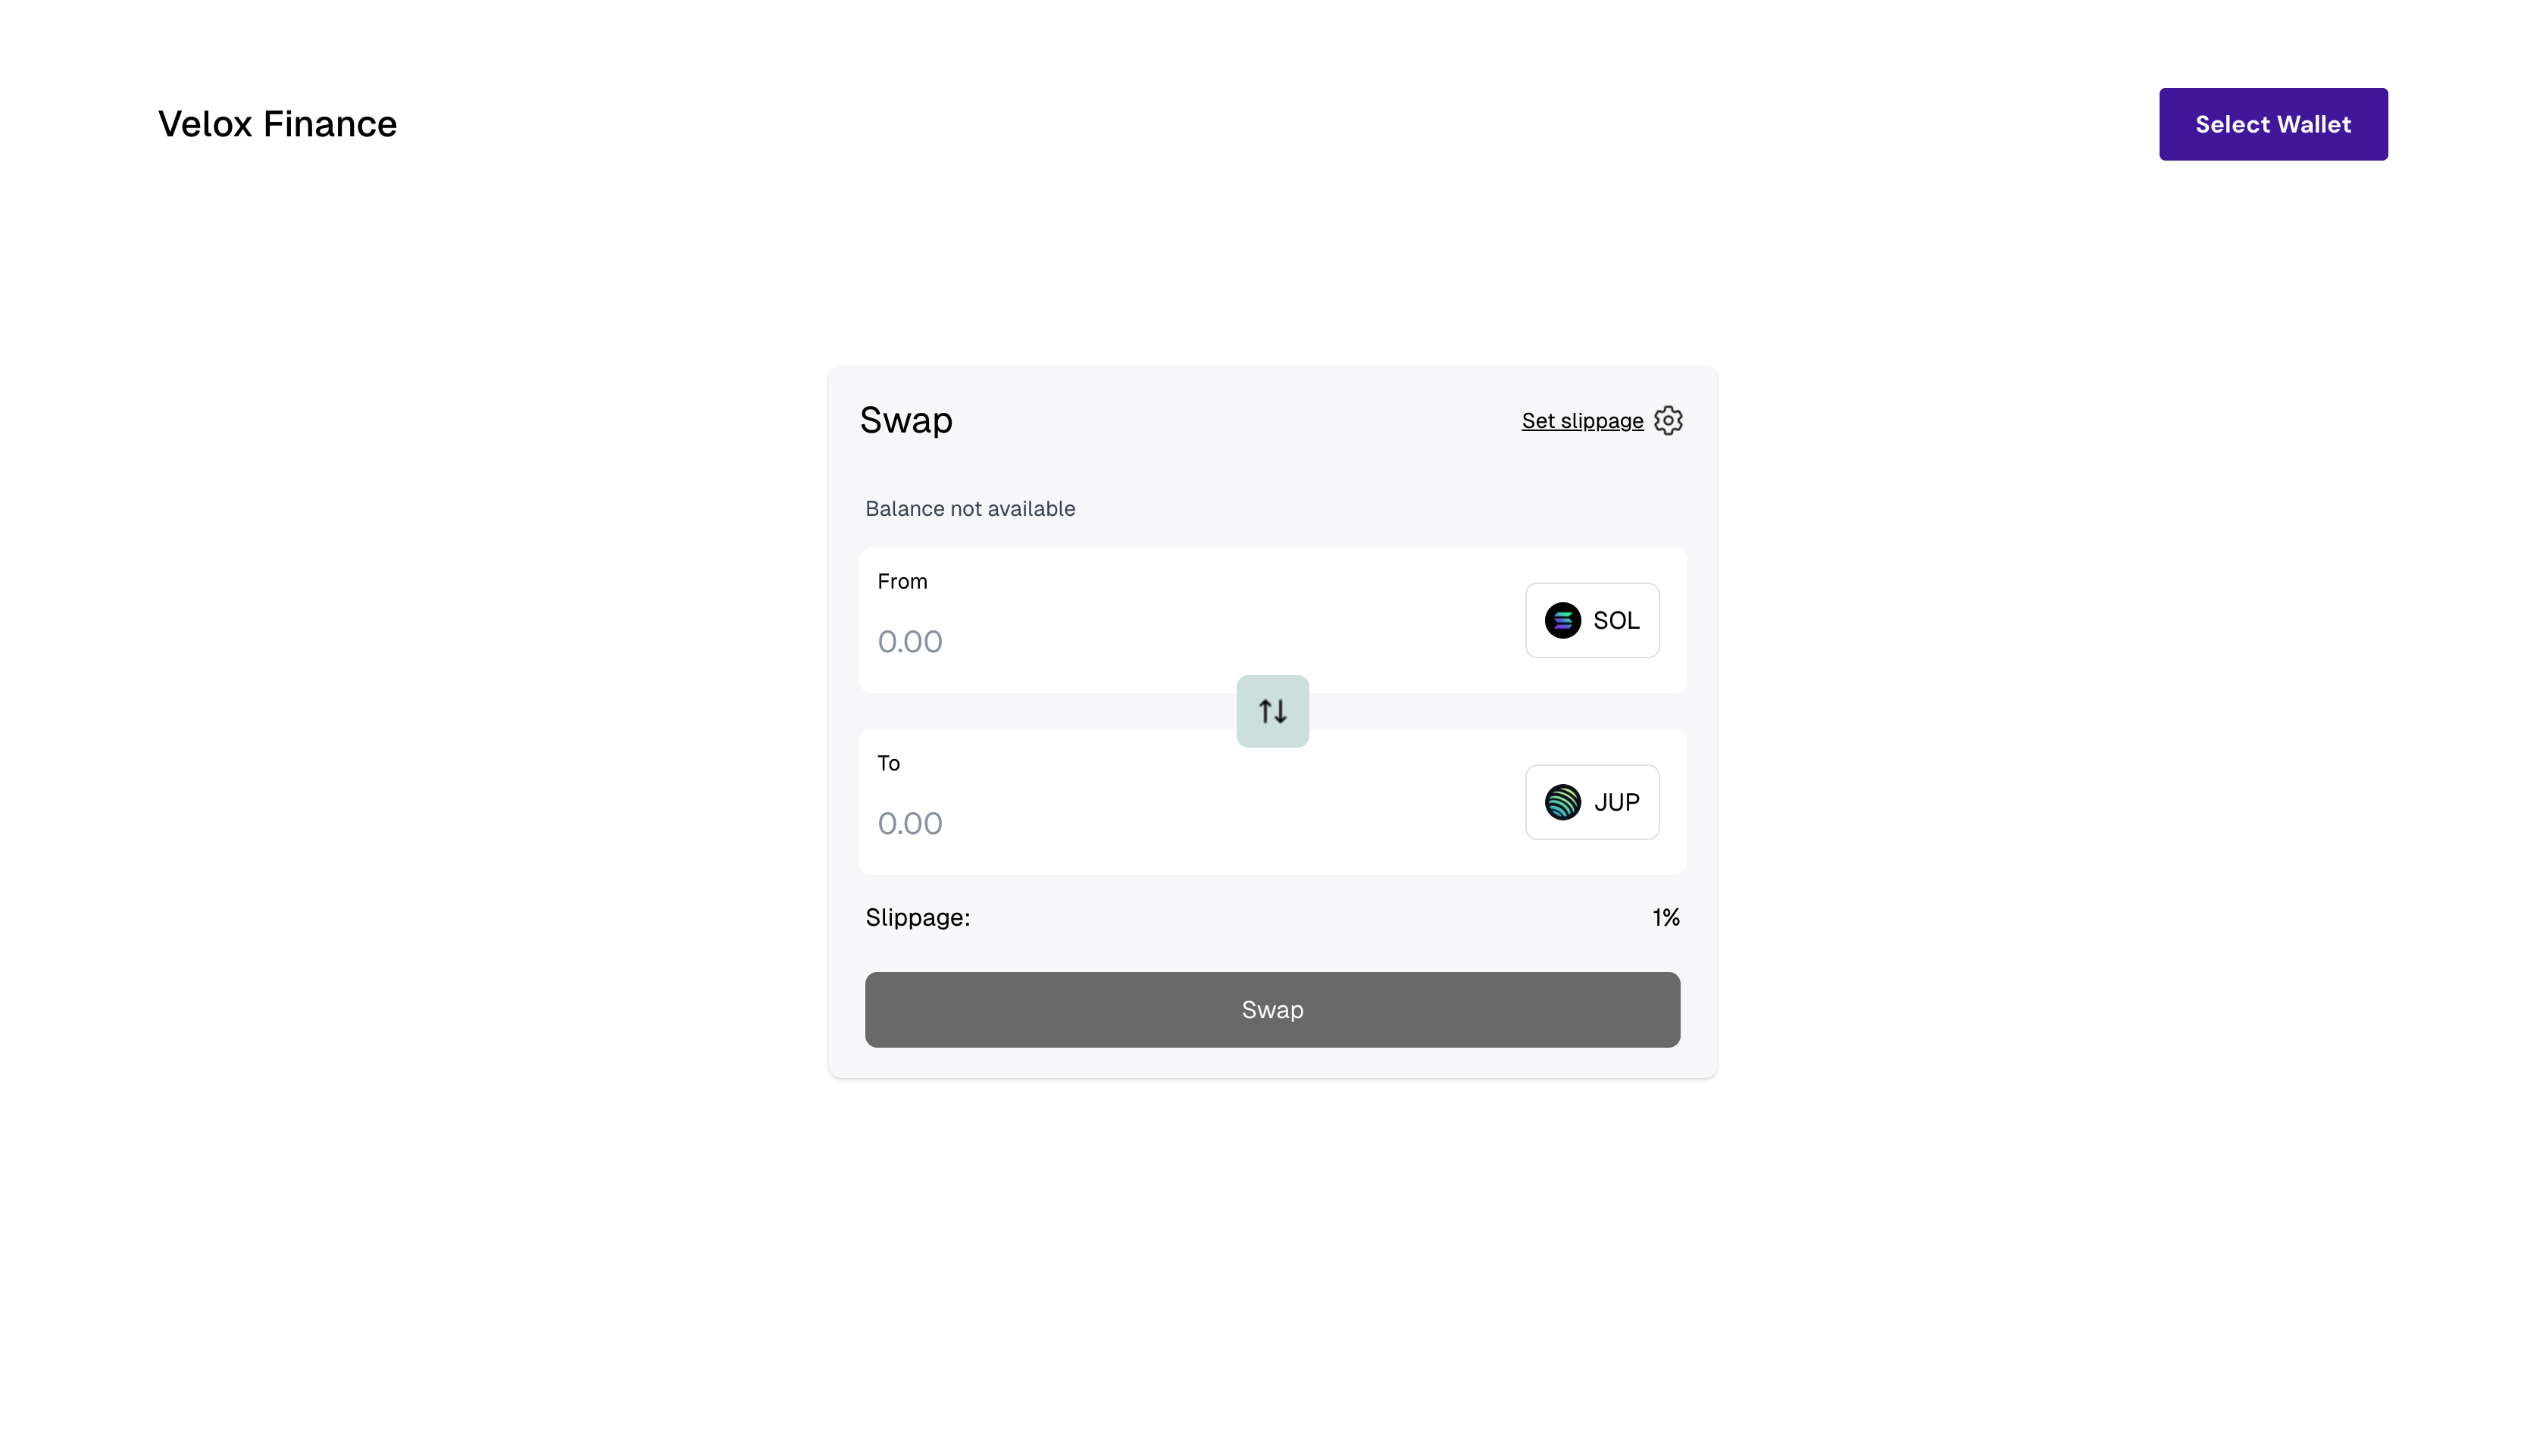 Velox Finance
Select Wallet
Swap
Set slippage
Balance not available
From
0.00
SOL
To
0.00
JUP
Slippage:
1%
Swap